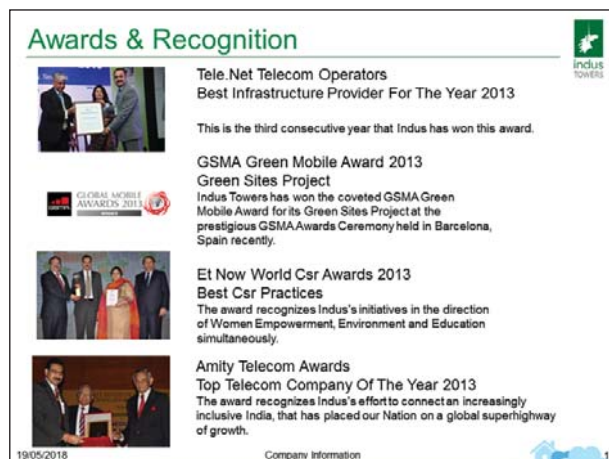 Awards & Recognition
indus
TOWERS
Tele.Net Telecom Operators
Best Infrastructure Provider For The Year 2013
This is the third consecutive year that Indus has won this award.
GSMA Green Mobile Award 2013
Green Sites Project
GLOBAL MOBILE
AWARDS 2013
Indus Towers has won the coveted GSMA Green
Mobile Award for its Green Sites Project at the
prestigious GSMA Awards Ceremony held in Barcelona,
Spain recently.
Et Now World Csr Awards 2013
Best Csr Practices
The award recognizes Indus's initiatives in the direction
of Women Empowerment, Environment and Education
simultaneously.
Amity Telecom Awards
Top Telecom Company Of The Year 2013
The award recognizes Indus's effort to connect an increasingly
inclusive India, that has placed our Nation on a global superhighway
of growth.
19/05/2018
Company Information
1